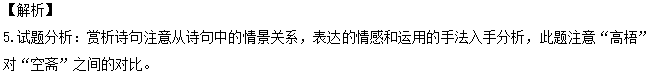 【解析】
5.试题分析：赏析诗句注意从诗句中的情景关系，表达的情感和运用的手法入手分析，此题注意“高梧”
对“空斋”之间的对比。